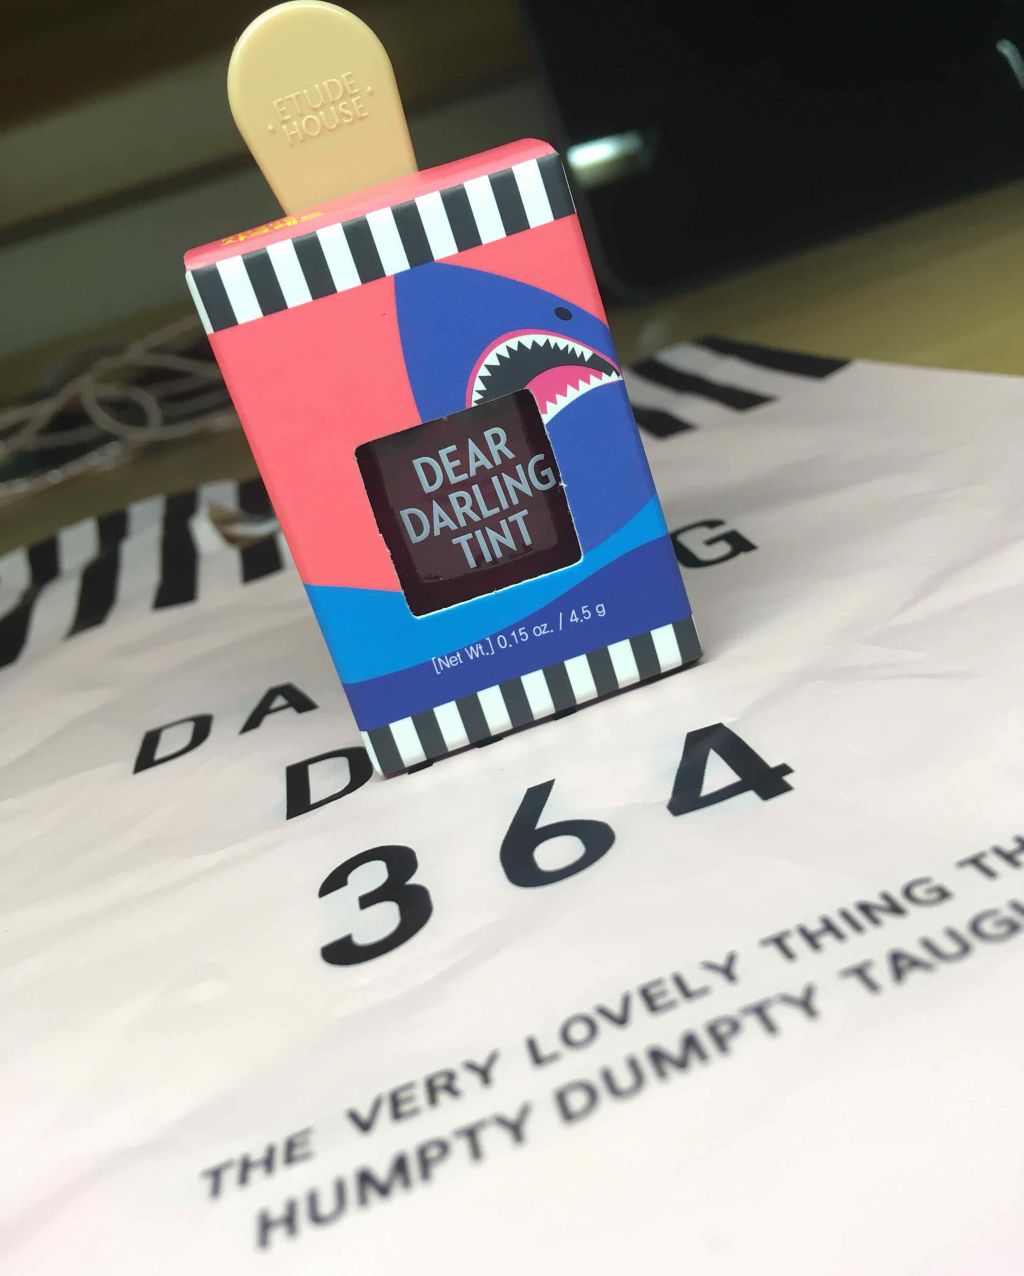 ETUDE
HOUSE
DEAR
DARLING
TINT
[Net Wt.] 0.15 oz. / 4.5 g
G
DA
D
364
THE VERY LOVELY THING TH
HUMPTY DUMPTY TAUG